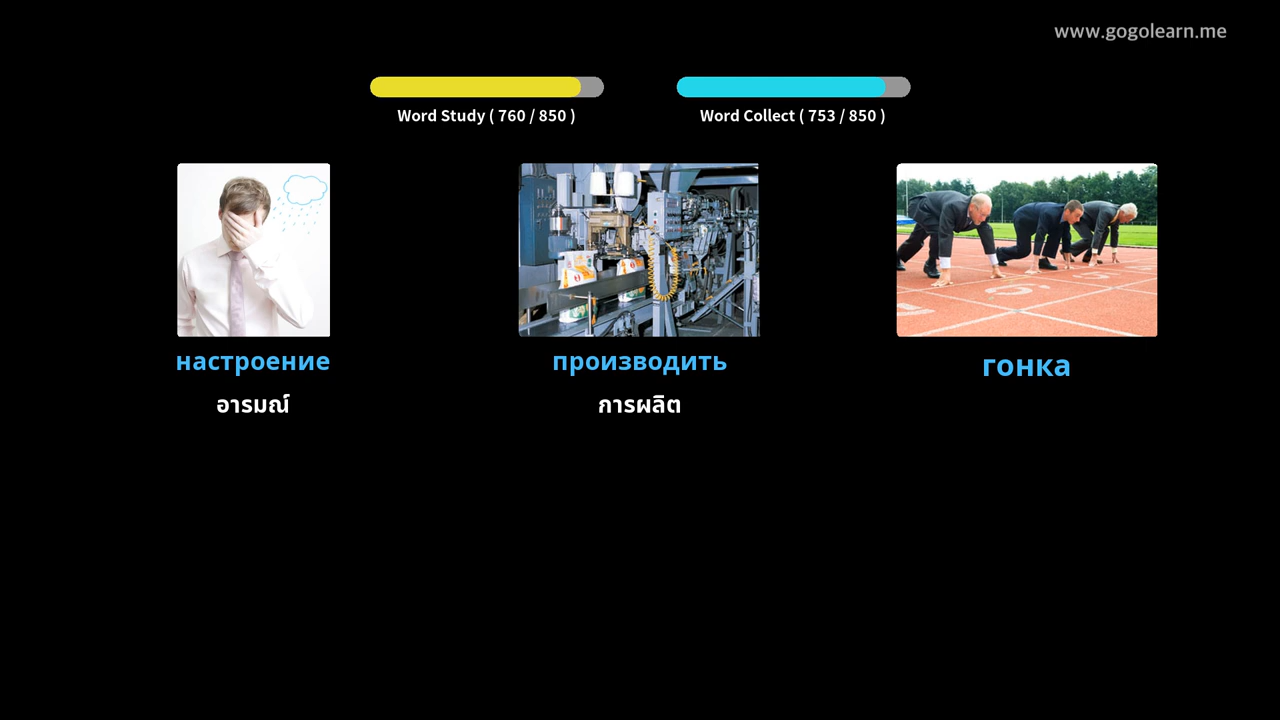 www.gogolearn.me
Word Study ( 760 / 850 )
Word Collect ( 753 / 850 )
настроение
производить
гонка
อารมณ์
การผลิต